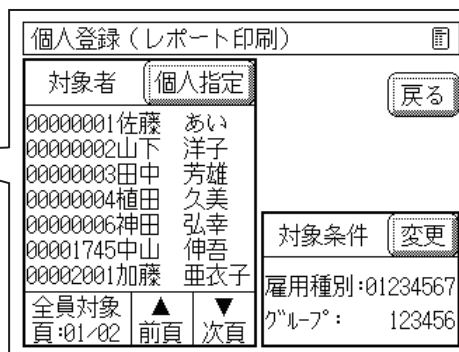 個人登録（レポート印刷）
対象者 個人指定
戻る
00000001佐藤 あい
00000002山下 洋子
00000003田中 芳雄
00000004植田 久美
00000006神田 弘幸
00001745中山 伸吾
00002001加藤 亜衣子
全員対象
頁:01/02
▲
前頁
▼
次頁
対象条件 変更
雇用種別:01234567
ｸﾞﾙｰﾌﾟ: 123456